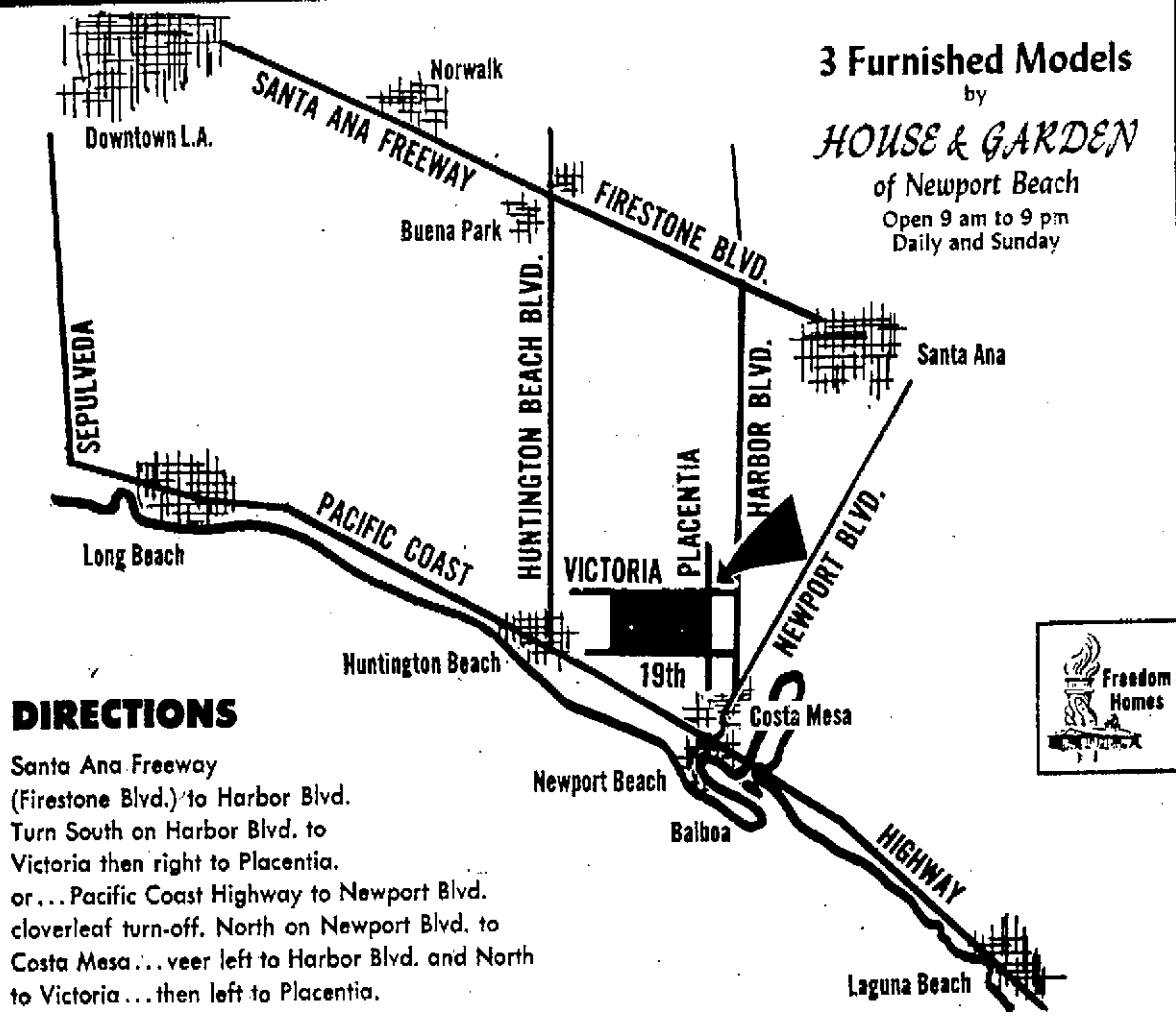 3 Furnished Models
by
HOUSE & GARDEN
of Newport Beach
Open 9 am to 9 pm
Daily and Sunday
Downtown L.A.
Norwalk
SANTA ANA FREEWAY
Buena Park
FIRESTONE BLVD.
Santa Ana
SEPULVEDA
HUNTINGTON BEACH BLVD.
HARBOR BLVD.
PLACENTIA
NEWPORT BLVD.
Long Beach
PACIFIC COAST
VICTORIA
Huntington Beach
19th
Costa Mesa
Newport Beach
Balboa
HIGHWAY
Laguna Beach
Freedom
Homes
DIRECTIONS
Santa Ana Freeway
(Firestone Blvd.) to Harbor Blvd.
Turn South on Harbor Blvd. to
Victoria then right to Placentia.
or...Pacific Coast Highway to Newport Blvd.
cloverleaf turn-off. North on Newport Blvd. to
Costa Mesa...veer left to Harbor Blvd. and North
to Victoria...then left to Placentia.